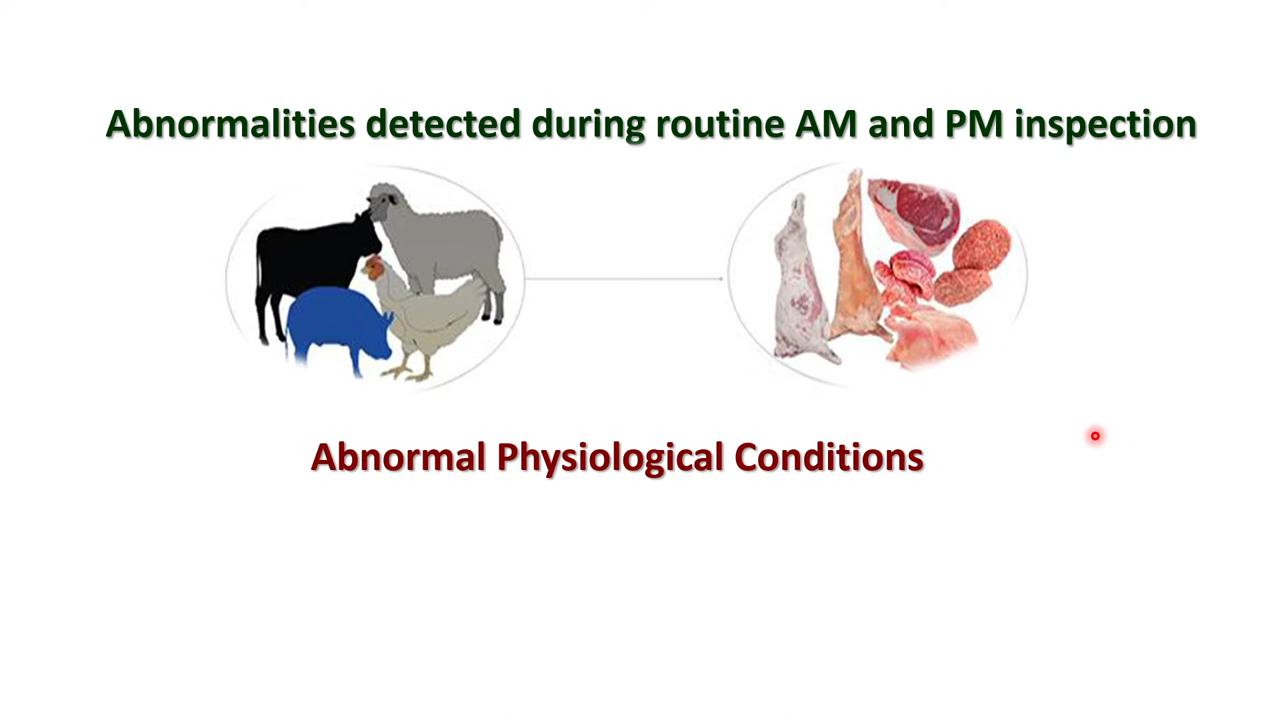 Abnormalities detected during routine AM and PM inspection
Abnormal Physiological Conditions